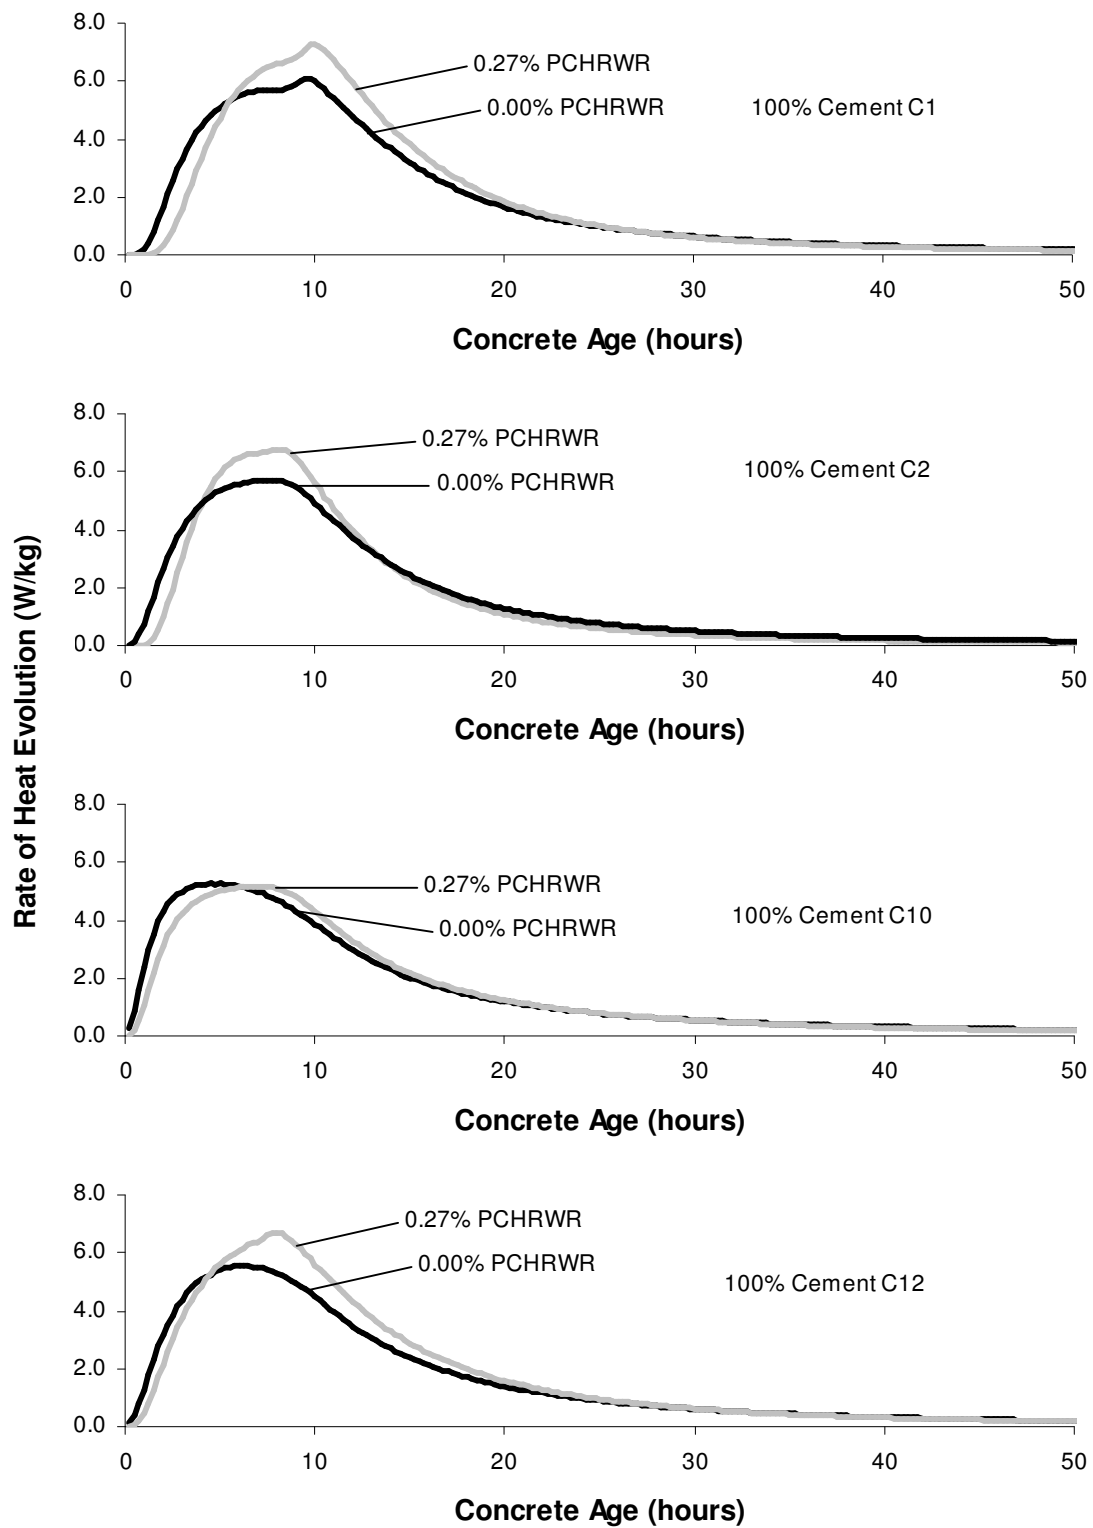 Rate of Heat Evolution (W/kg)
8.0
0.27% PCHRWR
6.0
0.00% PCHRWR
100% Cement C1
4.0
2.0
0.0
0 10 20 30 40 50
Concrete Age (hours)
8.0
0.27% PCHRWR
6.0
0.00% PCHRWR
100% Cement C2
4.0
2.0
0.0
0 10 20 30 40 50
Concrete Age (hours)
8.0
6.0
0.27% PCHRWR
0.00% PCHRWR
100% Cement C10
4.0
2.0
0.0
0 10 20 30 40 50
Concrete Age (hours)
8.0
0.27% PCHRWR
6.0
0.00% PCHRWR
100% Cement C12
4.0
2.0
0.0
0 10 20 30 40 50
Concrete Age (hours)